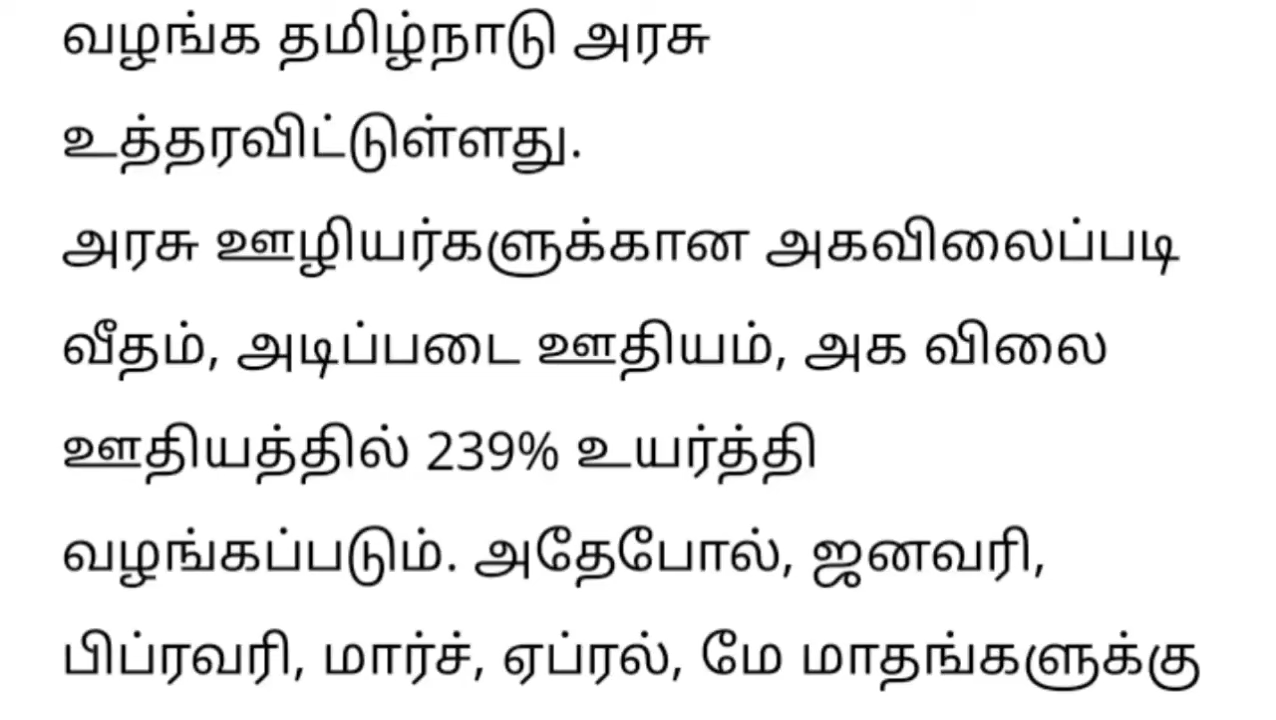 வழங்க தமிழ்நாடு அரசு
உத்தரவிட்டுள்ளது.
அரசு ஊழியர்களுக்கான அகவிலைப்படி
வீதம், அடிப்படை ஊதியம், அக விலை
ஊதியத்தில் 239% உயர்த்தி
வழங்கப்படும். அதேபோல், ஜனவரி,
பிப்ரவரி, மார்ச், ஏப்ரல், மே மாதங்களுக்கு